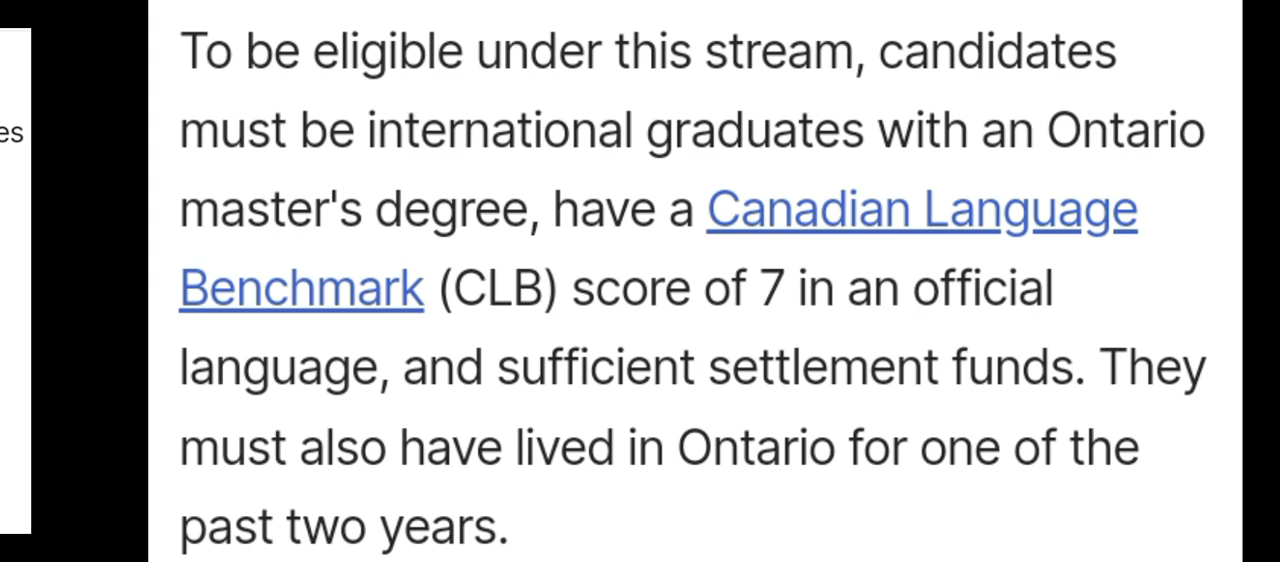 es
To be eligible under this stream, candidates
must be international graduates with an Ontario
master's degree, have a Canadian Language
Benchmark (CLB) score of 7 in an official
language, and sufficient settlement funds. They
must also have lived in Ontario for one of the
past two years.